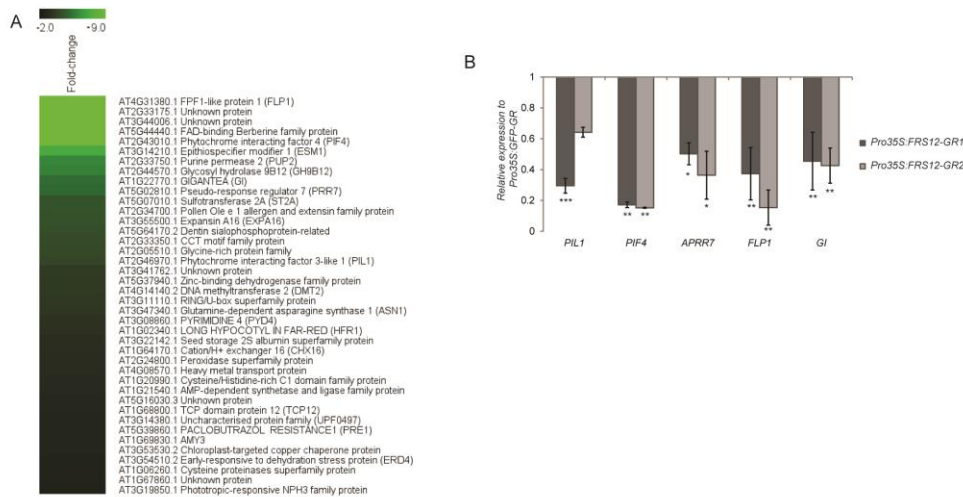 A
-2.0 -9.0
Fold-change
AT4G31380.1 FPF1-like protein 1 (FLP1)
AT2G33175.1 Unknown protein
AT3G44006.1 Unknown protein
AT5G44440.1 FAD-binding Berberine family protein
AT2G43010.1 Phytochrome interacting factor 4 (PIF4)
AT3G14210.1 Epithiospecifier modifier 1 (ESM1)
AT2G33750.1 Purine permease 2 (PUP2)
AT2G44570.1 Glycosyl hydrolase 9B12 (GH9B12)
AT1G22770.1 GIGANTEA (GI)
AT5G02810.1 Pseudo-response regulator 7 (PRR7)
AT5G07010.1 Sulfotransferase 2A (ST2A)
AT2G34700.1 Pollen Ole e 1 allergen and extensin family protein
AT3G55500.1 Expansin A16 (EXPA16)
AT5G64170.2 Dentin sialophosphoprotein-related
AT2G33350.1 CCT motif family protein
AT2G05510.1 Glycine-rich protein family
AT2G46970.1 Phytochrome interacting factor 3-like 1 (PIL1)
AT3G41762.1 Unknown protein
AT5G37940.1 Zinc-binding dehydrogenase family protein
AT4G14140.2 DNA methyltransferase 2 (DMT2)
AT3G11110.1 RING/U-box superfamily protein
AT3G47340.1 Glutamine-dependent asparagine synthase 1 (ASN1)
AT3G08860.1 PYRIMIDINE 4 (PYD4)
AT1G02340.1 LONG HYPOCOTYL IN FAR-RED (HFR1)
AT3G22142.1 Seed storage 2S albumin superfamily protein
AT1G64170.1 Cation/H+ exchanger 16 (CHX16)
AT2G24800.1 Peroxidase superfamily protein
AT4G08570.1 Heavy metal transport protein
AT1G20990.1 Cysteine/Histidine-rich C1 domain family protein
AT1G21540.1 AMP-dependent synthetase and ligase family protein
AT5G16030.3 Unknown protein
AT1G68800.1 TCP domain protein 12 (TCP12)
AT3G14380.1 Uncharacterised protein family (UPF0497)
AT5G39860.1 PACLOBUTRAZOL RESISTANCE1 (PRE1)
AT1G69830.1 AMY3
AT3G53530.2 Chloroplast-targeted copper chaperone protein
AT3G54510.2 Early-responsive to dehydration stress protein (ERD4)
AT1G06260.1 Cysteine proteinases superfamily protein
AT1G67860.1 Unknown protein
AT3G19850.1 Phototropic-responsive NPH3 family protein
B
Relative expression to
Pro35S:GFP-GR
1
0.8
0.6
0.4
0.2
0
*** ** ** * * ** ** ** **
PIL1 PIF4 APRR7 FLP1 GI
Pro35S:FRS12-GR1
Pro35S:FRS12-GR2